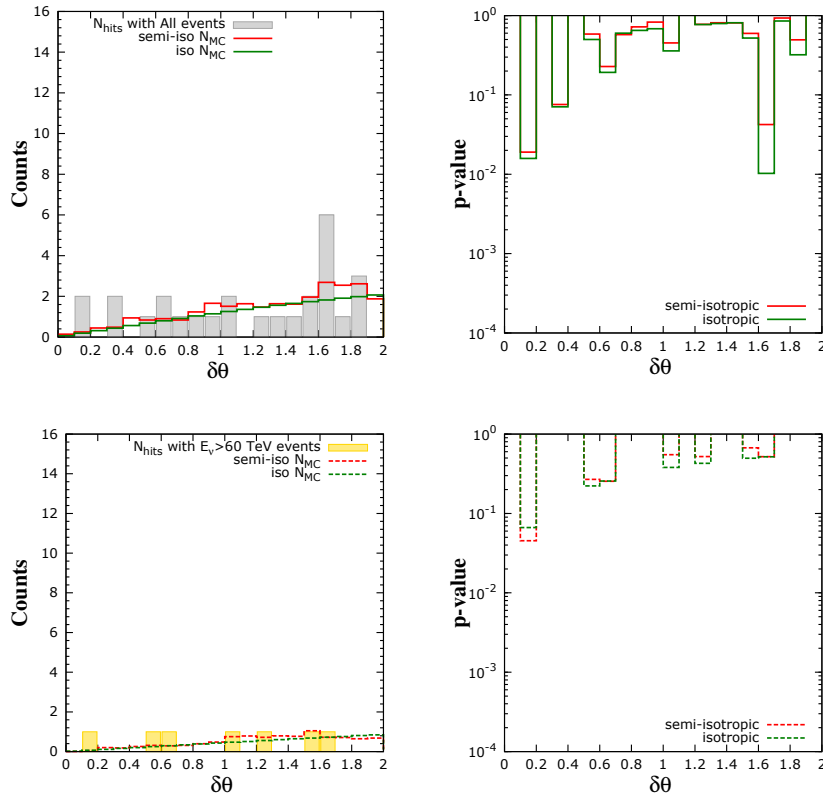 N_hits with All events
semi-iso N_MC
iso N_MC
Counts
16
14
12
10
8
6
4
2
0
0 0.2 0.4 0.6 0.8 1 1.2 1.4 1.6 1.8 2
δθ
semi-isotropic
isotropic
p-value
10^0
10^-1
10^-2
10^-3
10^-4
0 0.2 0.4 0.6 0.8 1 1.2 1.4 1.6 1.8 2
δθ
N_hits with E_ν>60 TeV events
semi-iso N_MC
iso N_MC
Counts
16
14
12
10
8
6
4
2
0
0 0.2 0.4 0.6 0.8 1 1.2 1.4 1.6 1.8 2
δθ
semi-isotropic
isotropic
p-value
10^0
10^-1
10^-2
10^-3
10^-4
0 0.2 0.4 0.6 0.8 1 1.2 1.4 1.6 1.8 2
δθ